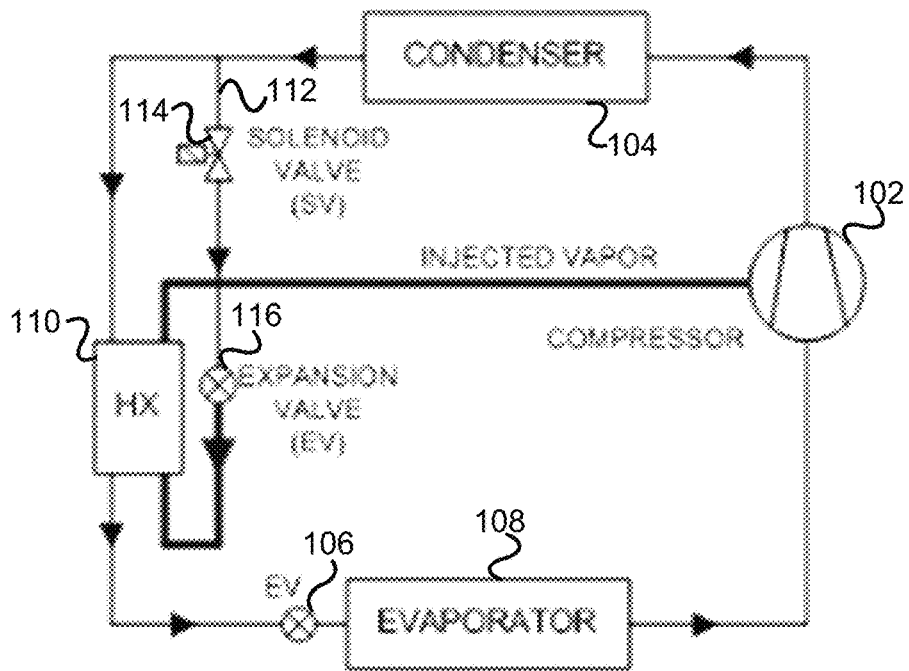 CONDENSER
112
114
104
SOLENOID
VALVE
(SV)
102
INJECTED VAPOR
110
116
COMPRESSOR
HX
EXPANSION
VALVE
(EV)
108
106
EV
EVAPORATOR